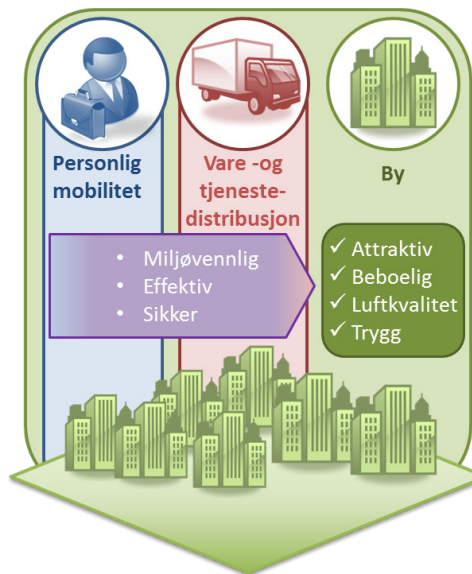 Personlig
mobilitet
Vare -og
tjeneste-
distribusjon
By
• Miljøvennlig
• Effektiv
• Sikker
✓ Attraktiv
✓ Beboelig
✓ Luftkvalitet
✓ Trygg